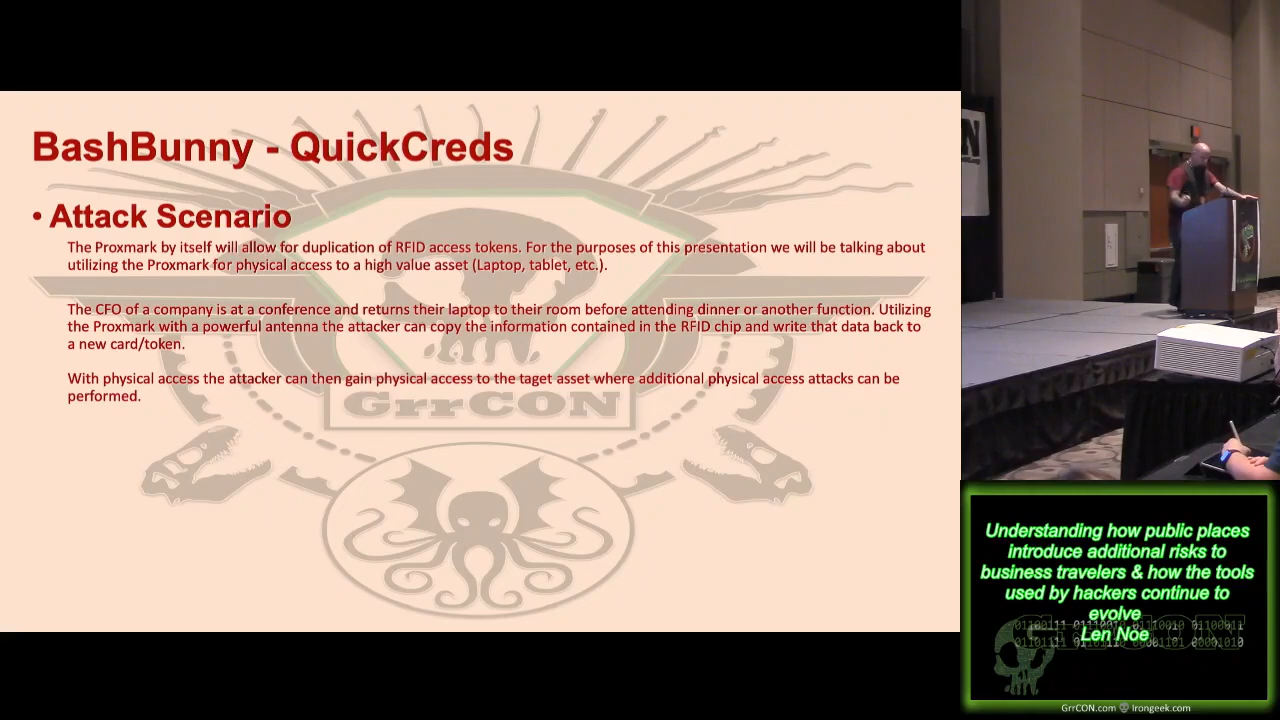 BashBunny - QuickCreds
• Attack Scenario
The Proxmark by itself will allow for duplication of RFID access tokens. For the purposes of this presentation we will be talking about
utilizing the Proxmark for physical access to a high value asset (Laptop, tablet, etc.).
The CFO of a company is at a conference and returns their laptop to their room before attending dinner or another function. Utilizing
the Proxmark with a powerful antenna the attacker can copy the information contained in the RFID chip and write that data back to
a new card/token.
With physical access the attacker can then gain physical access to the taget asset where additional physical access attacks can be
performed.
GrrCON
Understanding how public places
introduce additional risks to
business travelers & how the tools
used by hackers continue to
evolve
Len Noe
GrrCON.com Irongeek.com